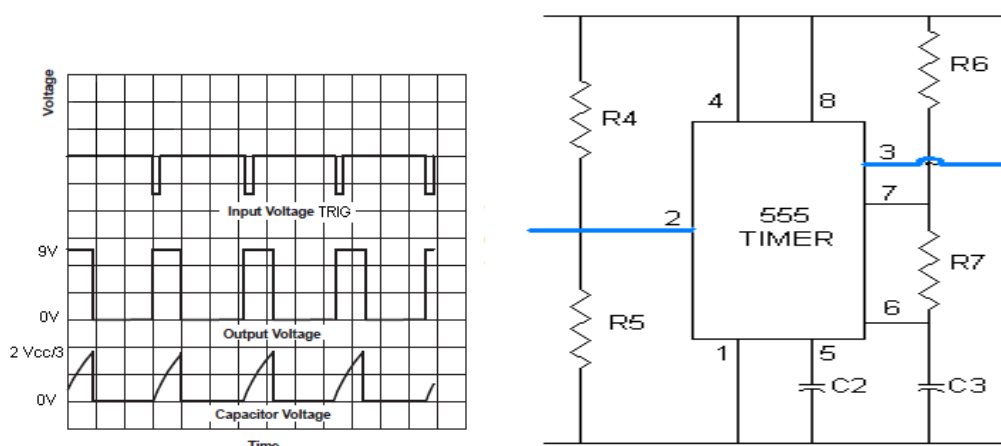 Voltage
Input Voltage TRIG
9V
0V
Output Voltage
2 Vcc/3
0V
Capacitor Voltage
Time
R4
4
8
R6
3
7
2
555
TIMER
R7
R5
6
1
5
C2
C3